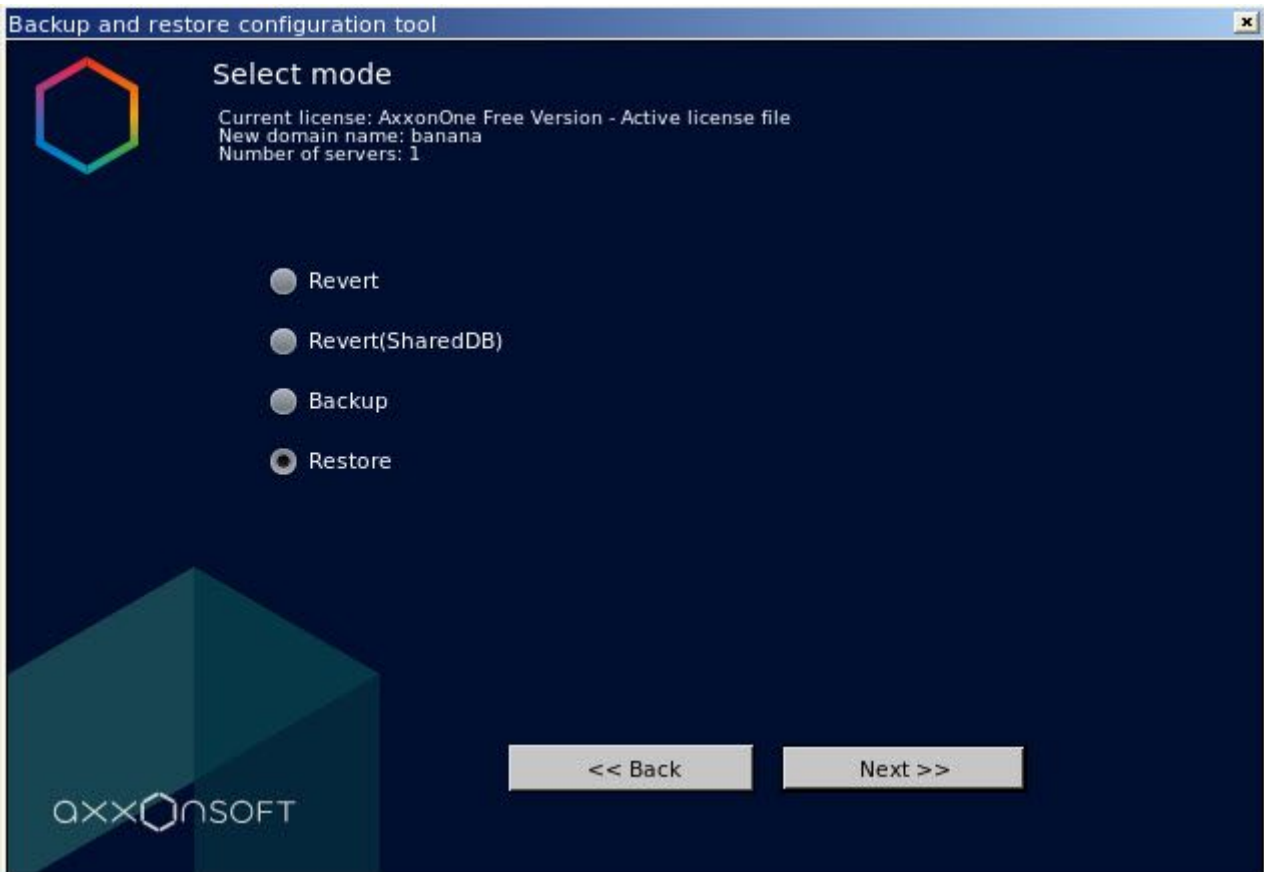 Backup and restore configuration tool
Select mode
Current license: AxxonOne Free Version - Active license file
New domain name: banana
Number of servers: 1
Revert
Revert(SharedDB)
Backup
Restore
<< Back
Next >>
axxonsoft